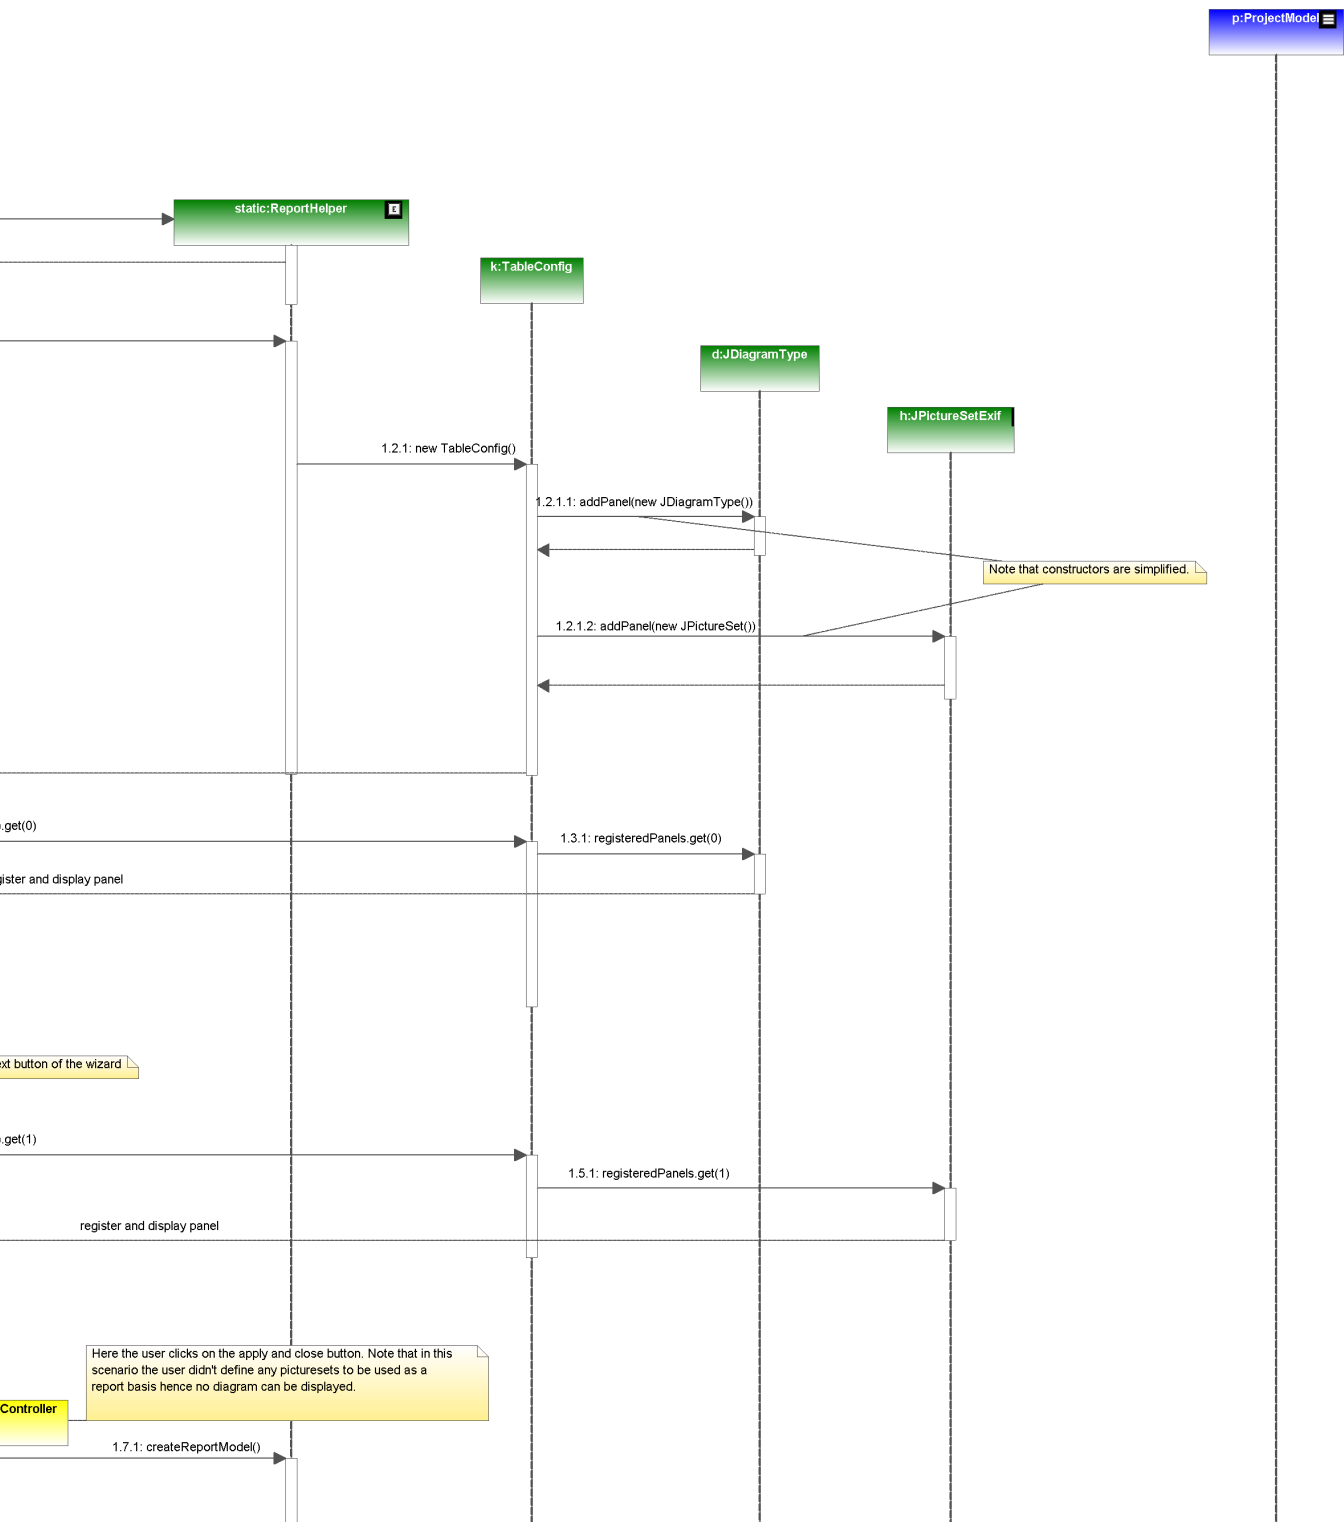 p:ProjectModel
static:ReportHelper
E
k:TableConfig
d:JDiagramType
h:JPictureSetExif
1.2.1: new TableConfig()
1.2.1.1: addPanel(new JDiagramType())
Note that constructors are simplified.
1.2.1.2: addPanel(new JPictureSet())
).get(0)
1.3.1: registeredPanels.get(0)
gister and display panel
ext button of the wizard
).get(1)
1.5.1: registeredPanels.get(1)
register and display panel
Here the user clicks on the apply and close button. Note that in this
scenario the user didn't define any picturesets to be used as a
report basis hence no diagram can be displayed.
Controller
1.7.1: createReportModel()